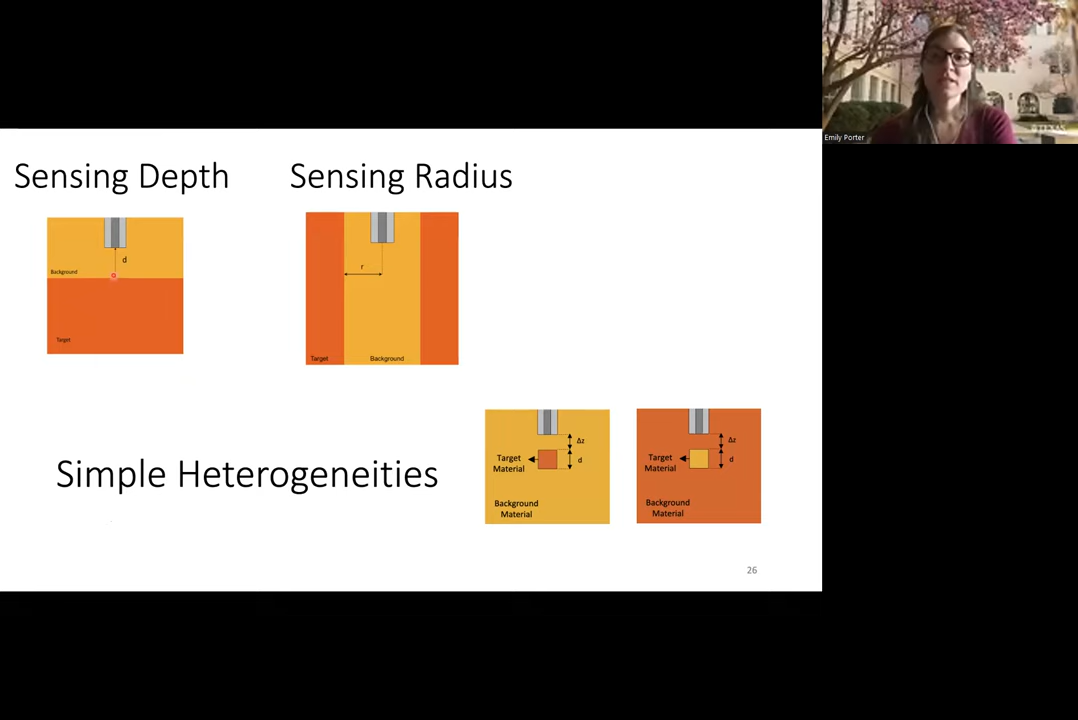 Emily Porter
Sensing Depth
Sensing Radius
d
Background
Target
r
Target
Background
Simple Heterogeneities
Δz
Target
Material
d
Background
Material
Δz
Target
Material
d
Background
Material
26